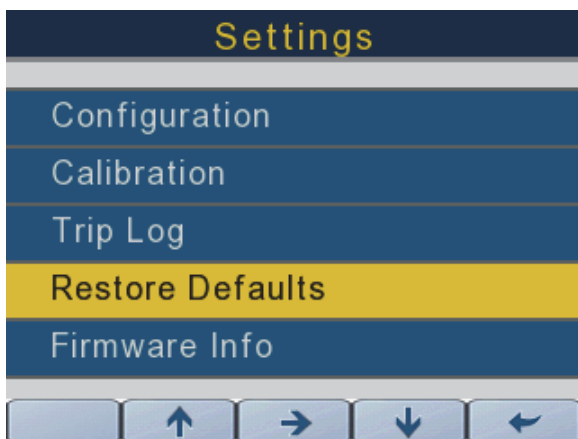 Settings
Configuration
Calibration
Trip Log
Restore Defaults
Firmware Info